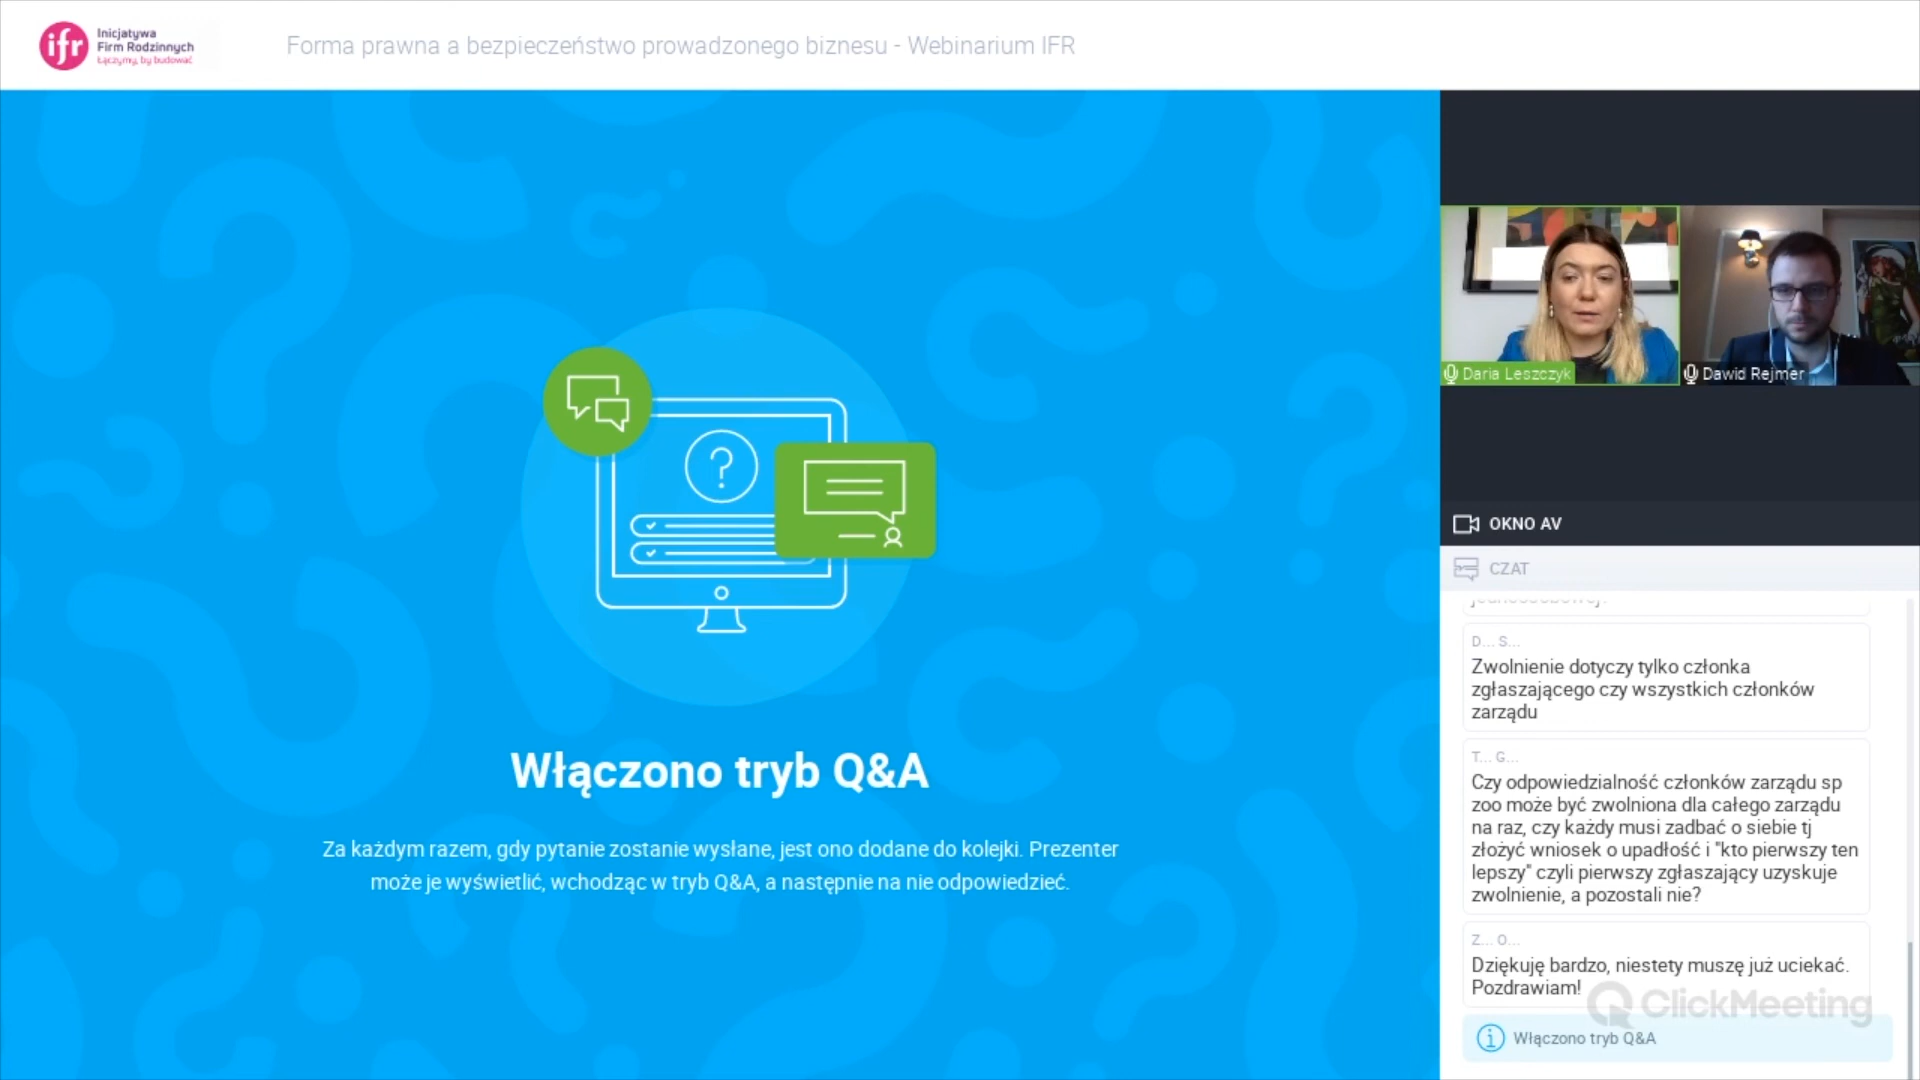 ifr
Inicjatywa
Firm Rodzinnych
Łączymy, by budować
Forma prawna a bezpieczeństwo prowadzonego biznesu - Webinarium IFR
?
Włączono tryb Q&A
Za każdym razem, gdy pytanie zostanie wysłane, jest ono dodane do kolejki. Prezenter
może je wyświetlić, wchodząc w tryb Q&A, a następnie na nie odpowiedzieć.
Daria Leszczyk
Dawid Rejmer
OKNO AV
CZAT
D... S...
Zwolnienie dotyczy tylko członka
zgłaszającego czy wszystkich członków
zarządu
T... G...
Czy odpowiedzialność członków zarządu sp
zoo może być zwolniona dla całego zarządu
na raz, czy każdy musi zadbać o siebie tj
złożyć wniosek o upadłość i "kto pierwszy ten
lepszy" czyli pierwszy zgłaszający uzyskuje
zwolnienie, a pozostali nie?
Z... O...
Dziękuję bardzo, niestety muszę już uciekać.
Pozdrawiam!
ClickMeeting
Włączono tryb Q&A